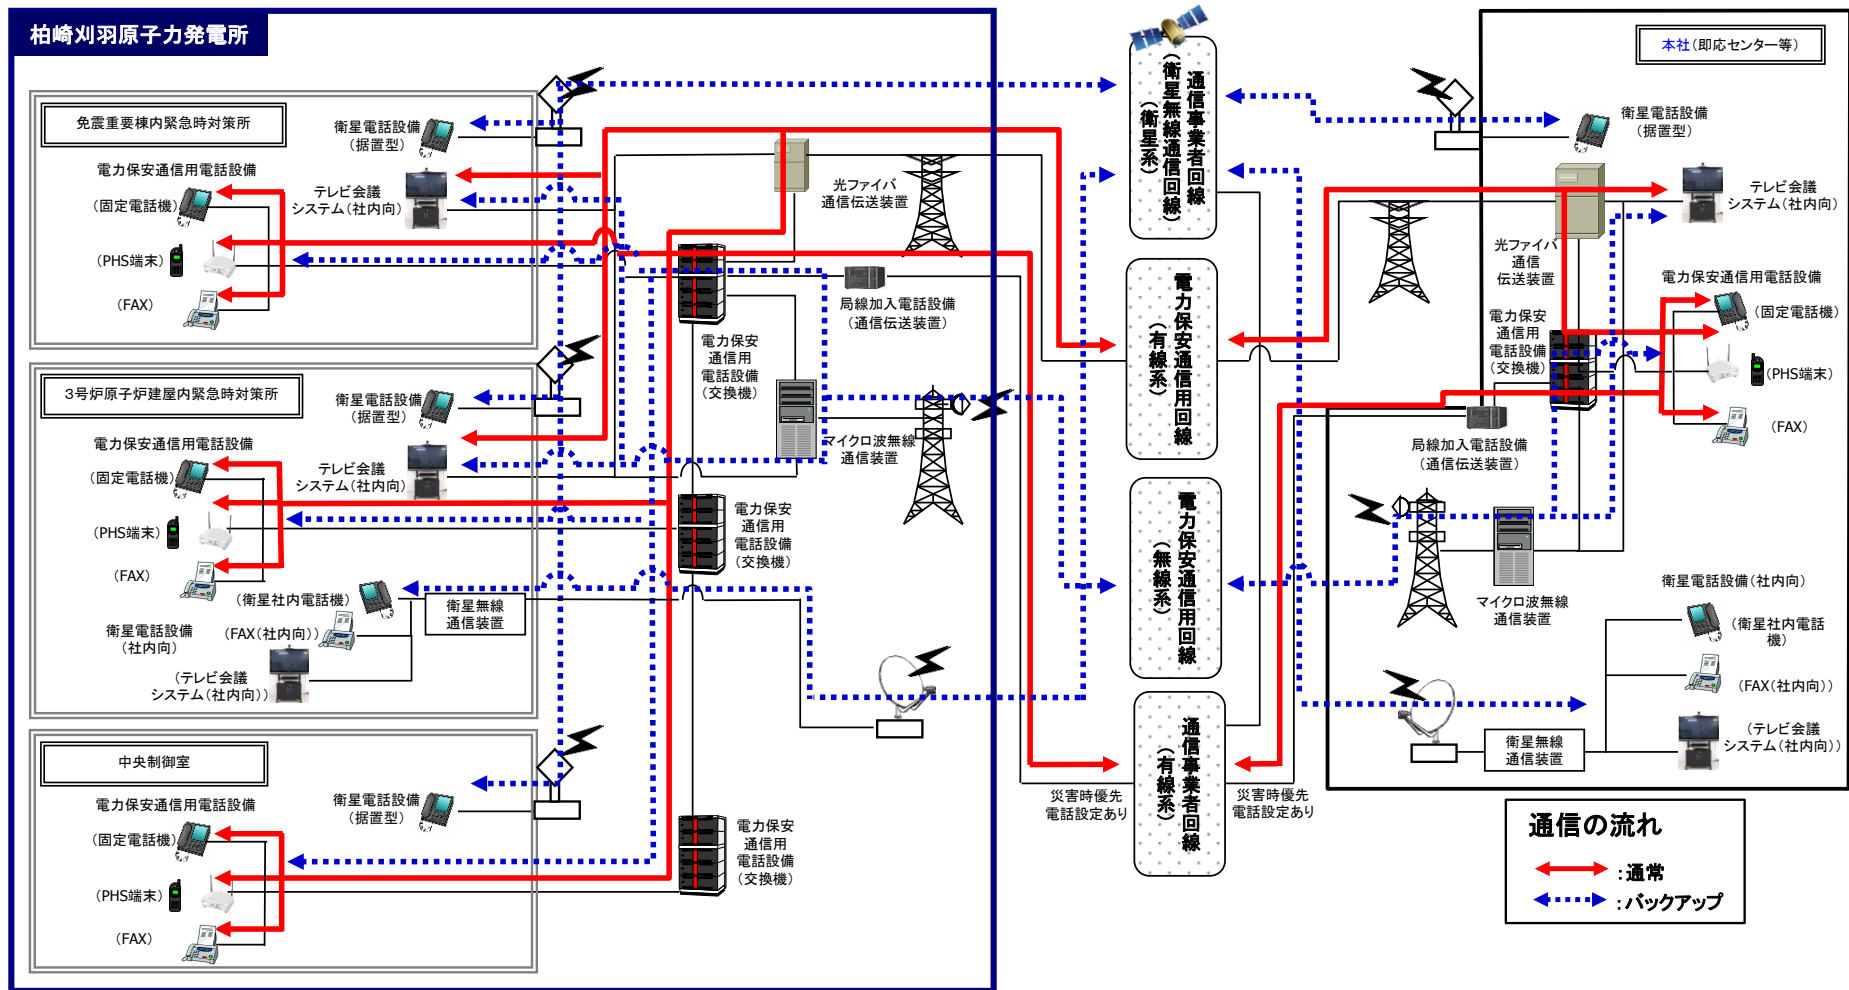 柏崎刈羽原子力発電所
免震重要棟内緊急時対策所
衛星電話設備
(据置型)
電力保安通信用電話設備
(固定電話機)
テレビ会議
システム(社内向)
(PHS端末)
(FAX)
3号炉原子炉建屋内緊急時対策所
衛星電話設備
(据置型)
電力保安通信用電話設備
(固定電話機)
テレビ会議
システム(社内向)
(PHS端末)
(FAX)
(衛星社内電話機)
衛星電話設備
(社内向)
(FAX(社内向))
(テレビ会議
システム(社内向))
衛星無線
通信装置
中央制御室
電力保安通信用電話設備
(固定電話機)
衛星電話設備
(据置型)
(PHS端末)
(FAX)
光ファイバ
通信伝送装置
局線加入電話設備
(通信伝送装置)
電力保安
通信用
電話設備
(交換機)
マイクロ波無線
通信装置
電力保安
通信用
電話設備
(交換機)
電力保安
通信用
電話設備
(交換機)
通信事業者回線
(衛星無線通信回線)
(衛星系)
電力保安通信用回線
(有線系)
電力保安通信用回線
(無線系)
通信事業者回線
(有線系)
災害時優先
電話設定あり
災害時優先
電話設定あり
本社(即応センター等)
衛星電話設備
(据置型)
テレビ会議
システム(社内向)
光ファイバ
通信
伝送装置
電力保安通信用電話設備
(固定電話機)
電力保安
通信用
電話設備
(交換機)
(PHS端末)
(FAX)
局線加入電話設備
(通信伝送装置)
マイクロ波無線
通信装置
衛星電話設備(社内向)
(衛星社内電話
機)
(FAX(社内向))
(テレビ会議
システム(社内向))
衛星無線
通信装置
通信の流れ
:通常
:バックアップ